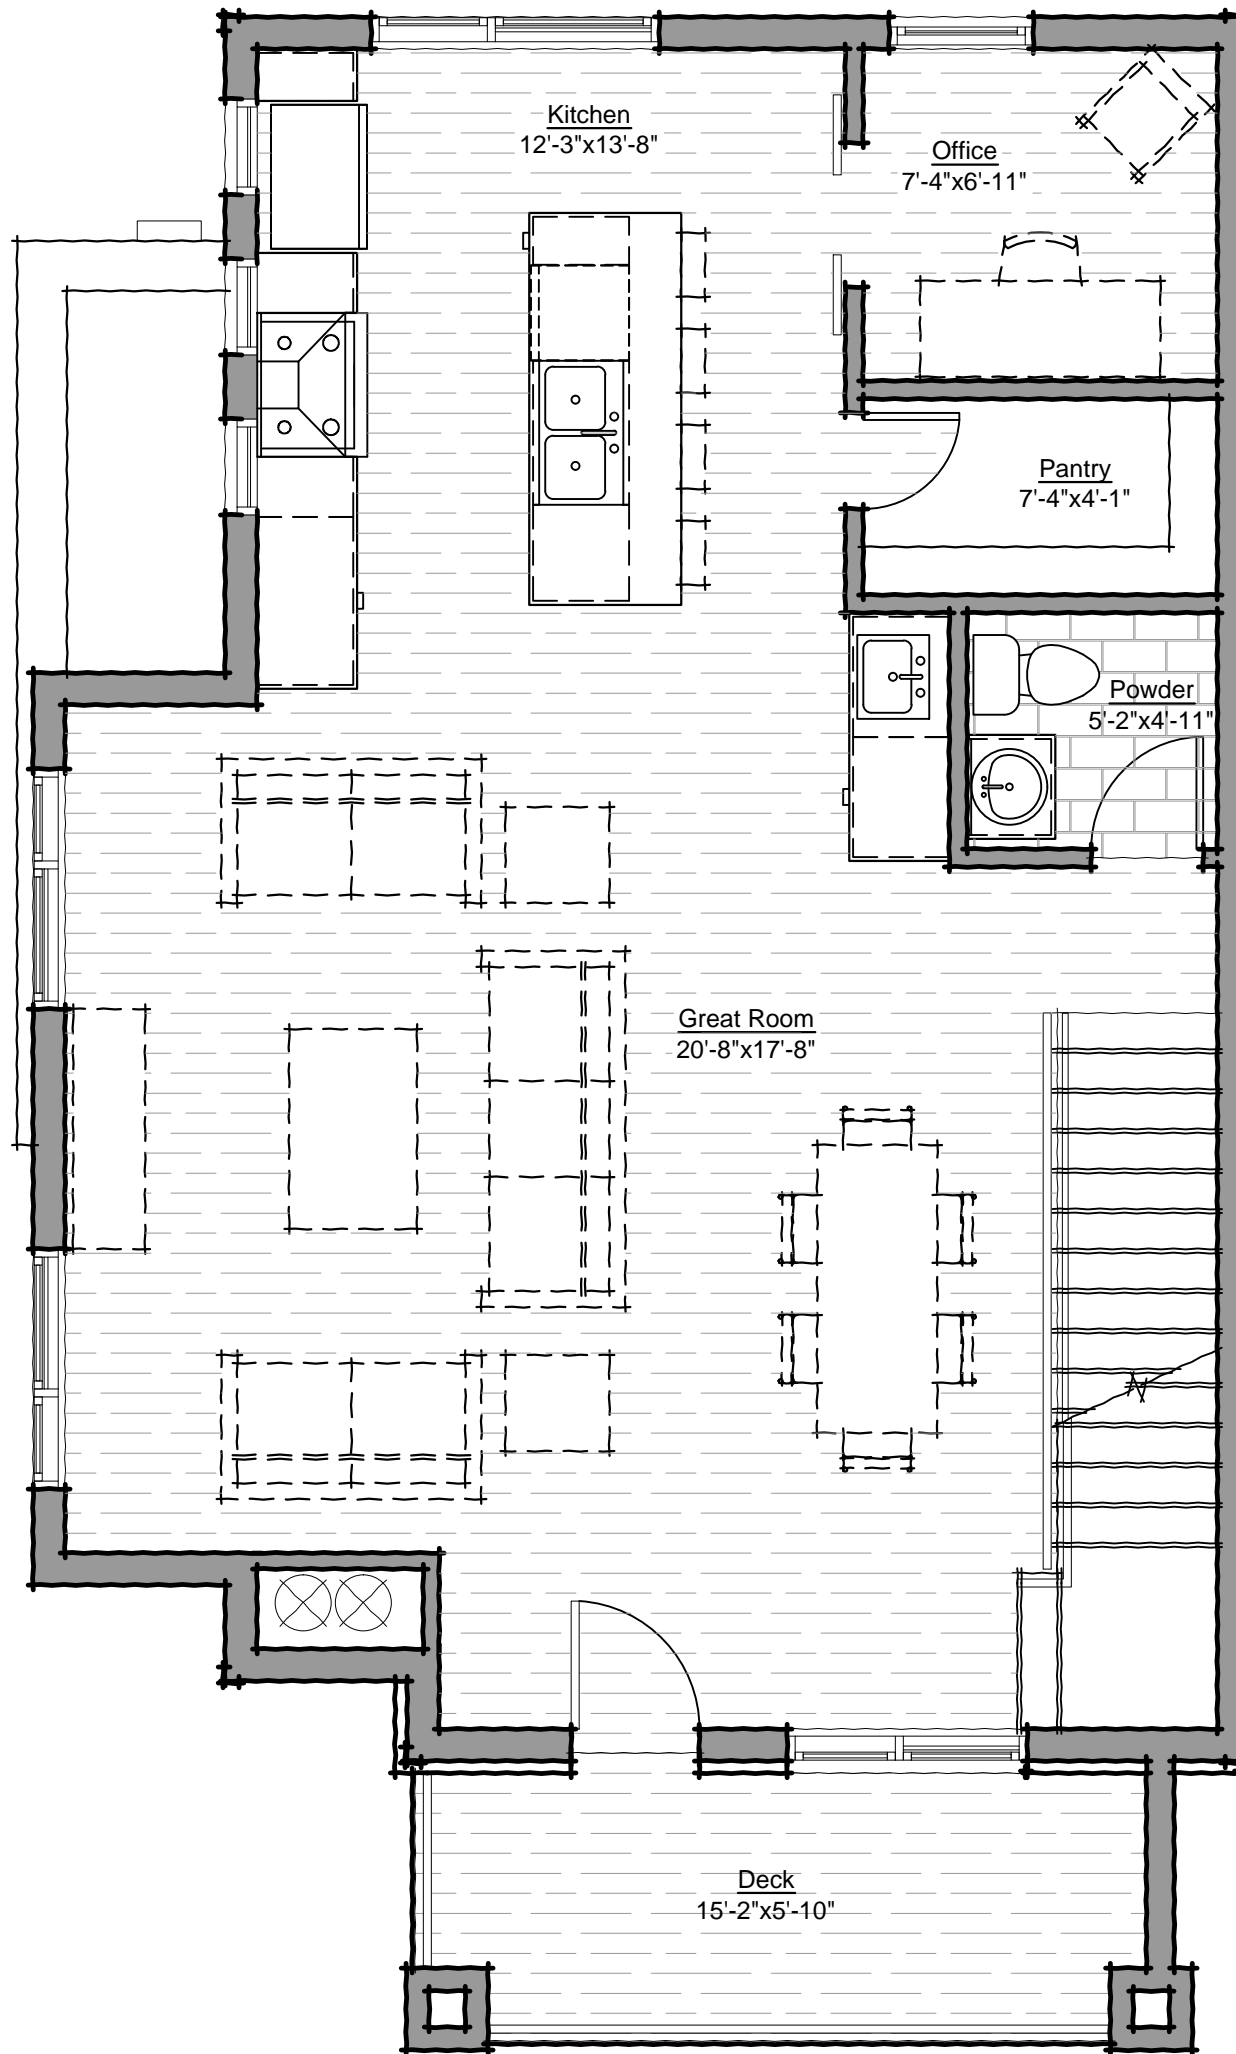 Kitchen
12'-3"x13'-8"
Office
7'-4"x6'-11"
Pantry
7'-4"x4'-1"
Powder
5'-2"x4'-11"
Great Room
20'-8"x17'-8"
Deck
15'-2"x5'-10"